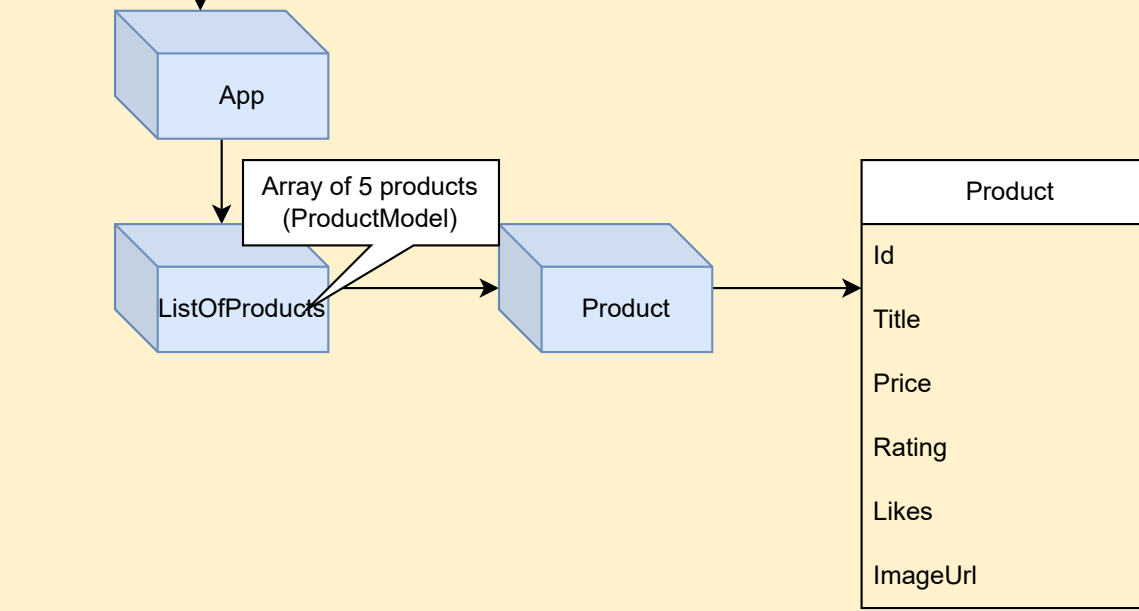 App
Array of 5 products
(ProductModel)
ListOfProducts
Product
Product
Id
Title
Price
Rating
Likes
ImageUrl